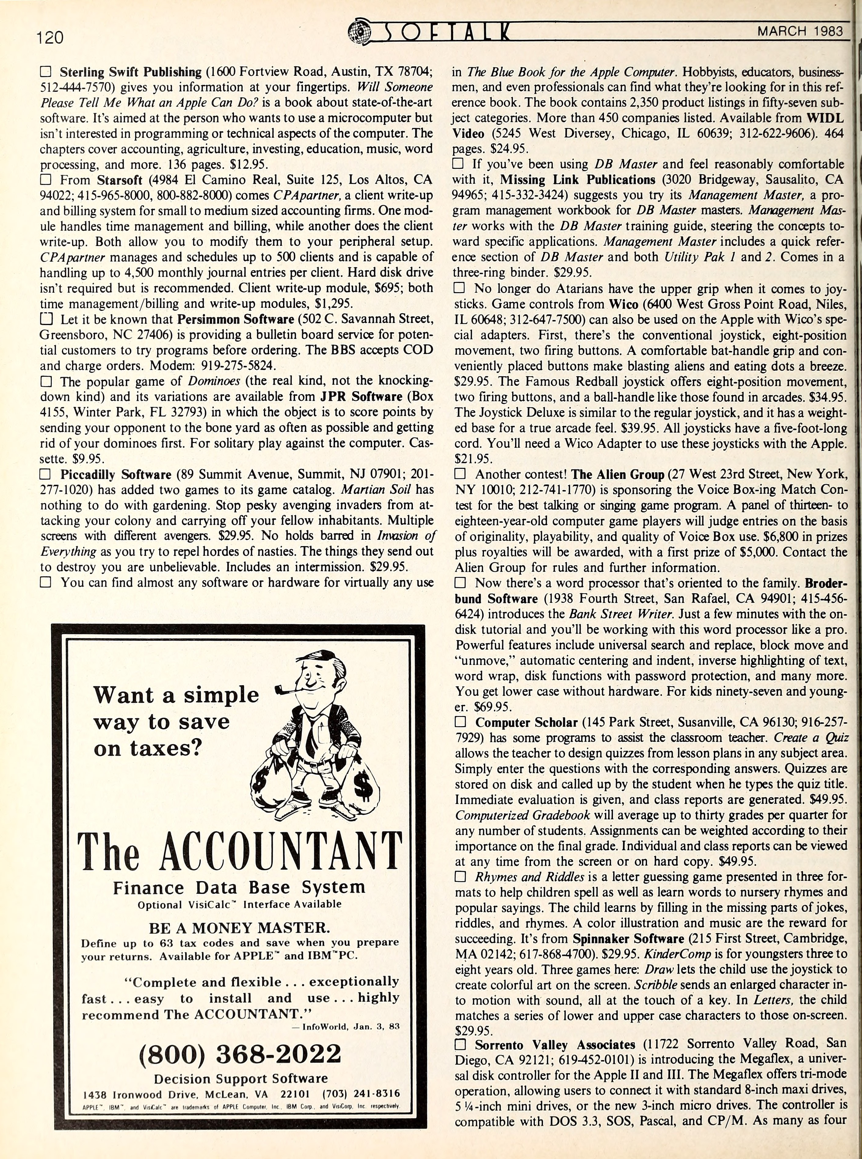 120
SOFTALK
MARCH 1983
☐ Sterling Swift Publishing (1600 Fortview Road, Austin, TX 78704;
512-444-7570) gives you information at your fingertips. Will Someone
Please Tell Me What an Apple Can Do? is a book about state-of-the-art
software. It's aimed at the person who wants to use a microcomputer but
isn't interested in programming or technical aspects of the computer. The
chapters cover accounting, agriculture, investing, education, music, word
processing, and more. 136 pages. $12.95.
☐ From Starsoft (4984 El Camino Real, Suite 125, Los Altos, CA
94022; 415-965-8000, 800-882-8000) comes CPApartner, a client write-up
and billing system for small to medium sized accounting firms. One mod-
ule handles time management and billing, while another does the client
write-up. Both allow you to modify them to your peripheral setup.
CPApartner manages and schedules up to 500 clients and is capable of
handling up to 4,500 monthly journal entries per client. Hard disk drive
isn't required but is recommended. Client write-up module, $695; both
time management/billing and write-up modules, $1,295.
☐ Let it be known that Persimmon Software (502 C. Savannah Street,
Greensboro, NC 27406) is providing a bulletin board service for poten-
tial customers to try programs before ordering. The BBS accepts COD
and charge orders. Modem: 919-275-5824.
☐ The popular game of Dominoes (the real kind, not the knocking-
down kind) and its variations are available from JPR Software (Box
4155, Winter Park, FL 32793) in which the object is to score points by
sending your opponent to the bone yard as often as possible and getting
rid of your dominoes first. For solitary play against the computer. Cas-
sette. $9.95.
☐ Piccadilly Software (89 Summit Avenue, Summit, NJ 07901; 201-
277-1020) has added two games to its game catalog. Martian Soil has
nothing to do with gardening. Stop pesky avenging invaders from at-
tacking your colony and carrying off your fellow inhabitants. Multiple
screens with different avengers. $29.95. No holds barred in Invasion of
Everything as you try to repel hordes of nasties. The things they send out
to destroy you are unbelievable. Includes an intermission. $29.95.
☐ You can find almost any software or hardware for virtually any use
Want a simple
way to save
on taxes?
$ $
The ACCOUNTANT
Finance Data Base System
Optional VisiCalc™ Interface Available
BE A MONEY MASTER.
Define up to 63 tax codes and save when you prepare
your returns. Available for APPLE™ and IBM™PC.
"Complete and flexible . . . exceptionally
fast . . . easy to install and use . . . highly
recommend The ACCOUNTANT."
— InfoWorld, Jan. 3, 83
(800) 368-2022
Decision Support Software
1438 Ironwood Drive, McLean, VA 22101 (703) 241-8316
APPLE™, IBM™, and VisiCalc™ are trademarks of APPLE Computer, Inc., IBM Corp., and VisiCorp, Inc. respectively
in The Blue Book for the Apple Computer. Hobbyists, educators, business-
men, and even professionals can find what they're looking for in this ref-
erence book. The book contains 2,350 product listings in fifty-seven sub-
ject categories. More than 450 companies listed. Available from WIDL
Video (5245 West Diversey, Chicago, IL 60639; 312-622-9606). 464
pages. $24.95.
☐ If you've been using DB Master and feel reasonably comfortable
with it, Missing Link Publications (3020 Bridgeway, Sausalito, CA
94965; 415-332-3424) suggests you try its Management Master, a pro-
gram management workbook for DB Master masters. Management Mas-
ter works with the DB Master training guide, steering the concepts to-
ward specific applications. Management Master includes a quick refer-
ence section of DB Master and both Utility Pak 1 and 2. Comes in a
three-ring binder. $29.95.
☐ No longer do Atarians have the upper grip when it comes to joy-
sticks. Game controls from Wico (6400 West Gross Point Road, Niles,
IL 60648; 312-647-7500) can also be used on the Apple with Wico's spe-
cial adapters. First, there's the conventional joystick, eight-position
movement, two firing buttons. A comfortable bat-handle grip and con-
veniently placed buttons make blasting aliens and eating dots a breeze.
$29.95. The Famous Redball joystick offers eight-position movement,
two firing buttons, and a ball-handle like those found in arcades. $34.95.
The Joystick Deluxe is similar to the regular joystick, and it has a weight-
ed base for a true arcade feel. $39.95. All joysticks have a five-foot-long
cord. You'll need a Wico Adapter to use these joysticks with the Apple.
$21.95.
☐ Another contest! The Alien Group (27 West 23rd Street, New York,
NY 10010; 212-741-1770) is sponsoring the Voice Box-ing Match Con-
test for the best talking or singing game program. A panel of thirteen- to
eighteen-year-old computer game players will judge entries on the basis
of originality, playability, and quality of Voice Box use. $6,800 in prizes
plus royalties will be awarded, with a first prize of $5,000. Contact the
Alien Group for rules and further information.
☐ Now there's a word processor that's oriented to the family. Broder-
bund Software (1938 Fourth Street, San Rafael, CA 94901; 415-456-
6424) introduces the Bank Street Writer. Just a few minutes with the on-
disk tutorial and you'll be working with this word processor like a pro.
Powerful features include universal search and replace, block move and
"unmove," automatic centering and indent, inverse highlighting of text,
word wrap, disk functions with password protection, and many more.
You get lower case without hardware. For kids ninety-seven and young-
er. $69.95.
☐ Computer Scholar (145 Park Street, Susanville, CA 96130; 916-257-
7929) has some programs to assist the classroom teacher. Create a Quiz
allows the teacher to design quizzes from lesson plans in any subject area.
Simply enter the questions with the corresponding answers. Quizzes are
stored on disk and called up by the student when he types the quiz title.
Immediate evaluation is given, and class reports are generated. $49.95.
Computerized Gradebook will average up to thirty grades per quarter for
any number of students. Assignments can be weighted according to their
importance on the final grade. Individual and class reports can be viewed
at any time from the screen or on hard copy. $49.95.
☐ Rhymes and Riddles is a letter guessing game presented in three for-
mats to help children spell as well as learn words to nursery rhymes and
popular sayings. The child learns by filling in the missing parts of jokes,
riddles, and rhymes. A color illustration and music are the reward for
succeeding. It's from Spinnaker Software (215 First Street, Cambridge,
MA 02142; 617-868-4700). $29.95. KinderComp is for youngsters three to
eight years old. Three games here: Draw lets the child use the joystick to
create colorful art on the screen. Scribble sends an enlarged character in-
to motion with sound, all at the touch of a key. In Letters, the child
matches a series of lower and upper case characters to those on-screen.
$29.95.
☐ Sorrento Valley Associates (11722 Sorrento Valley Road, San
Diego, CA 92121; 619-452-0101) is introducing the Megaflex, a univer-
sal disk controller for the Apple II and III. The Megaflex offers tri-mode
operation, allowing users to connect it with standard 8-inch maxi drives,
5 ¼-inch mini drives, or the new 3-inch micro drives. The controller is
compatible with DOS 3.3, SOS, Pascal, and CP/M. As many as four